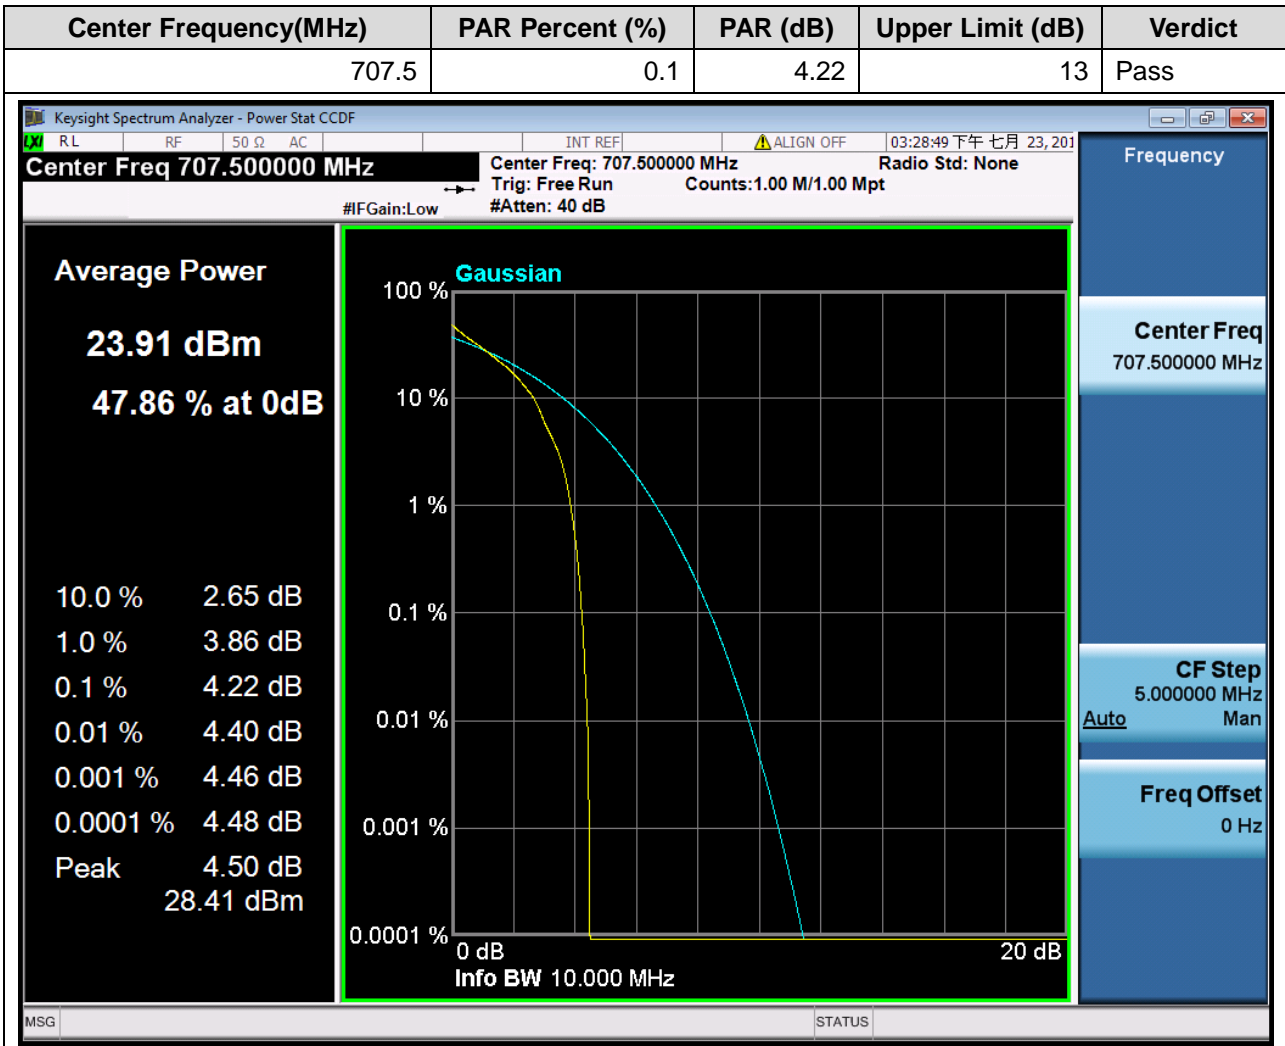 Center Frequency(MHz) PAR Percent (%) PAR (dB) Upper Limit (dB) Verdict
707.5 0.1 4.22 13 Pass
Keysight Spectrum Analyzer - Power Stat CCDF
LXI RL RF 50 Ω AC INT REF ALIGN OFF 03:28:49 下午 七月 23, 201
Center Freq 707.500000 MHz
Center Freq: 707.500000 MHz Radio Std: None
Trig: Free Run Counts:1.00 M/1.00 Mpt
#IFGain:Low #Atten: 40 dB
Average Power
23.91 dBm
47.86 % at 0dB
10.0 % 2.65 dB
1.0 % 3.86 dB
0.1 % 4.22 dB
0.01 % 4.40 dB
0.001 % 4.46 dB
0.0001 % 4.48 dB
Peak 4.50 dB
28.41 dBm
Gaussian
100 %
10 %
1 %
0.1 %
0.01 %
0.001 %
0.0001 %
0 dB 20 dB
Info BW 10.000 MHz
Frequency
Center Freq
707.500000 MHz
CF Step
5.000000 MHz
Auto Man
Freq Offset
0 Hz
MSG STATUS